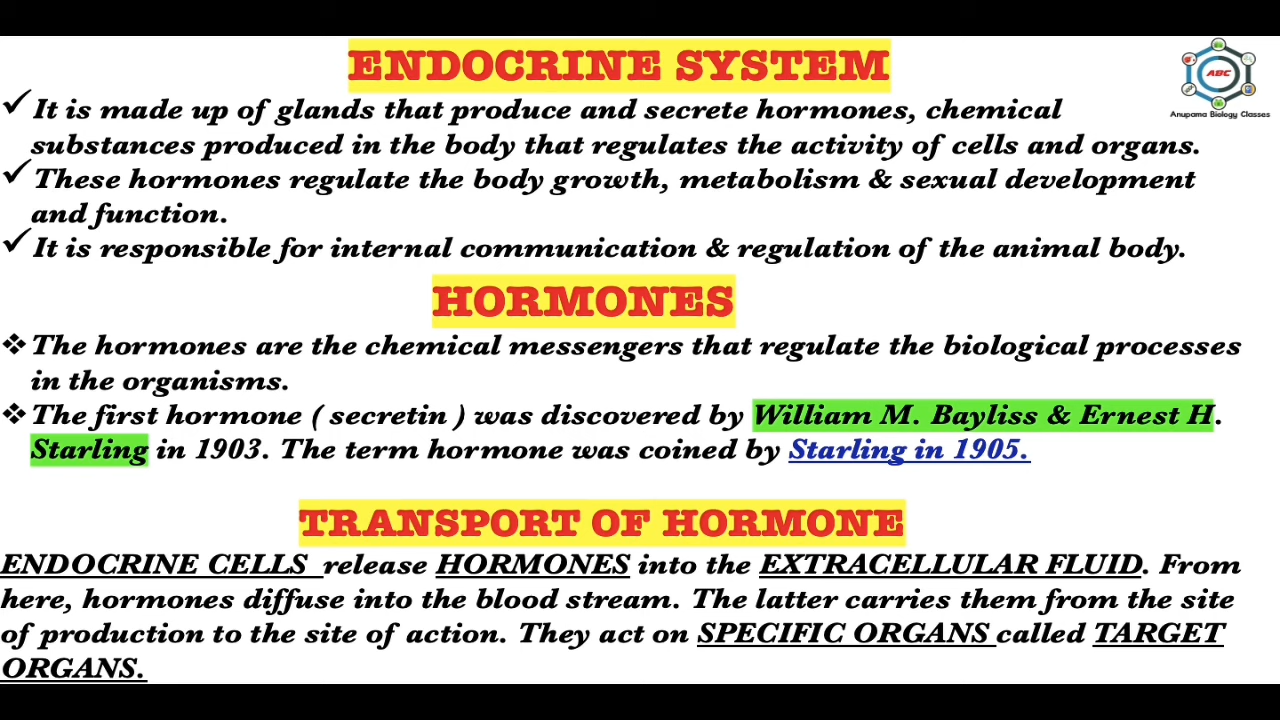 ENDOCRINE SYSTEM
ABC
Anupama Biology Classes
✓It is made up of glands that produce and secrete hormones, chemical
substances produced in the body that regulates the activity of cells and organs.
✓These hormones regulate the body growth, metabolism & sexual development
and function.
✓It is responsible for internal communication & regulation of the animal body.
HORMONES
❖The hormones are the chemical messengers that regulate the biological processes
in the organisms.
❖The first hormone ( secretin ) was discovered by William M. Bayliss & Ernest H.
Starling in 1903. The term hormone was coined by Starling in 1905.
TRANSPORT OF HORMONE
ENDOCRINE CELLS release HORMONES into the EXTRACELLULAR FLUID. From
here, hormones diffuse into the blood stream. The latter carries them from the site
of production to the site of action. They act on SPECIFIC ORGANS called TARGET
ORGANS.